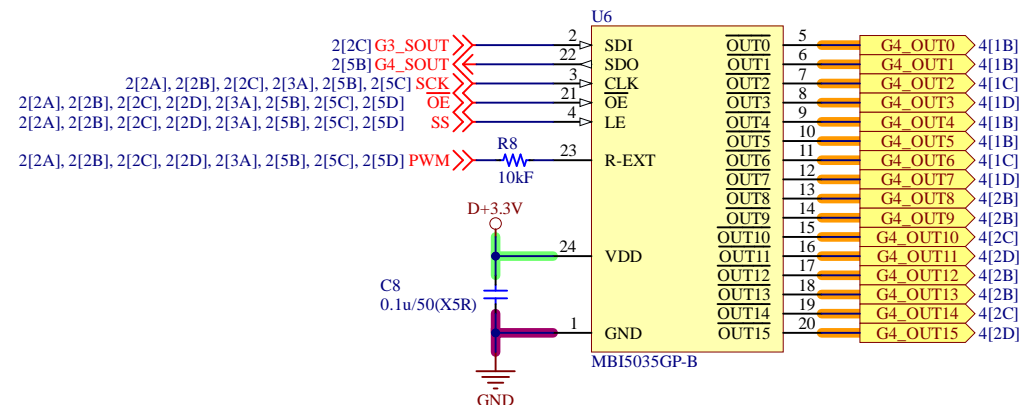 U6
2[2C] G3_SOUT 2 SDI OUT0 5 G4_OUT0 4[1B]
2[5B] G4_SOUT 22 SDO OUT1 6 G4_OUT1 4[1B]
2[2A], 2[2B], 2[2C], 2[3A], 2[5B], 2[5C] SCK 3 CLK OUT2 7 G4_OUT2 4[1C]
2[2A], 2[2B], 2[2C], 2[2D], 2[3A], 2[5B], 2[5C], 2[5D] OE 21 OE OUT3 8 G4_OUT3 4[1D]
2[2A], 2[2B], 2[2C], 2[2D], 2[3A], 2[5B], 2[5C], 2[5D] SS 4 LE OUT4 9 G4_OUT4 4[1B]
OUT5 10 G4_OUT5 4[1B]
R8
2[2A], 2[2B], 2[2C], 2[2D], 2[3A], 2[5B], 2[5C], 2[5D] PWM 23 R-EXT OUT6 11 G4_OUT6 4[1C]
10kF
OUT7 12 G4_OUT7 4[1D]
OUT8 13 G4_OUT8 4[2B]
D+3.3V
OUT9 14 G4_OUT9 4[2B]
OUT10 15 G4_OUT10 4[2C]
24 VDD OUT11 16 G4_OUT11 4[2D]
OUT12 17 G4_OUT12 4[2B]
C8
OUT13 18 G4_OUT13 4[2B]
0.1u/50(X5R)
OUT14 19 G4_OUT14 4[2C]
1 GND OUT15 20 G4_OUT15 4[2D]
MBI5035GP-B
GND